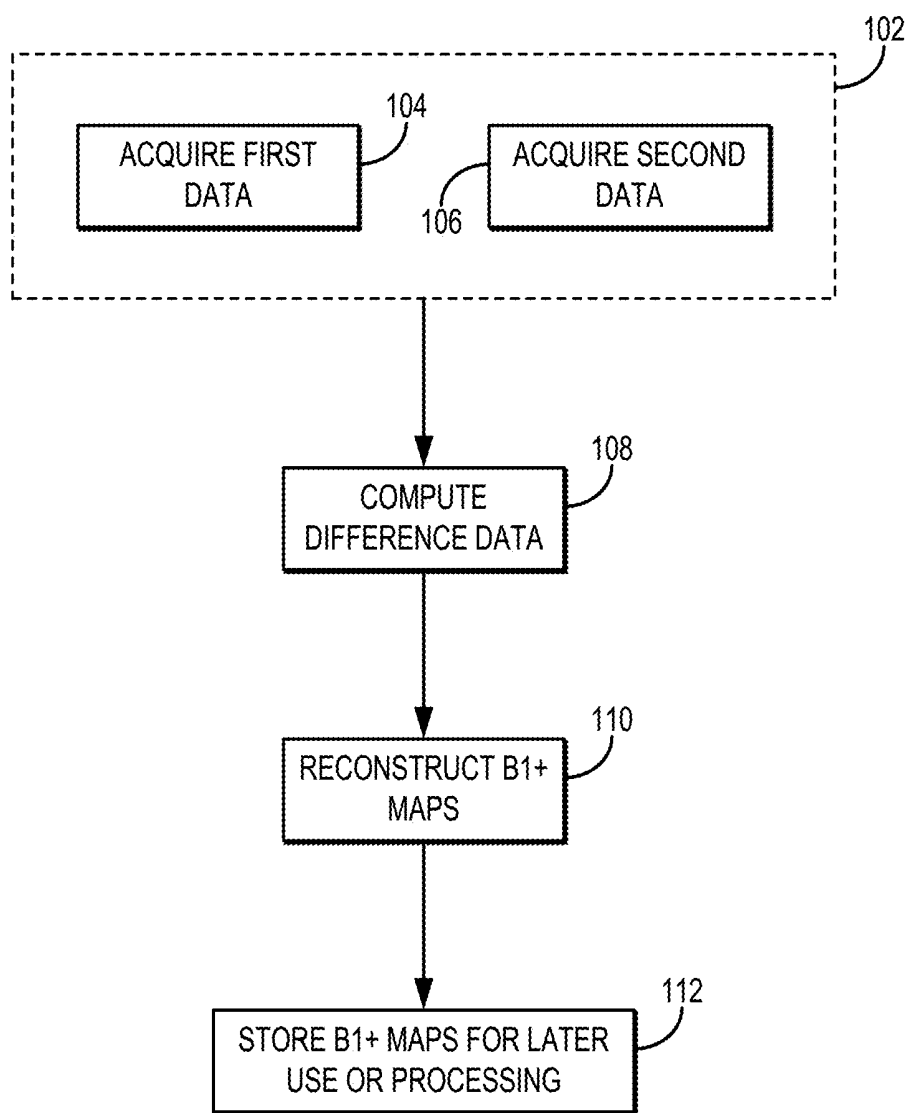 102
104
ACQUIRE FIRST
DATA
ACQUIRE SECOND
DATA
106
108
COMPUTE
DIFFERENCE DATA
110
RECONSTRUCT B1+
MAPS
112
STORE B1+ MAPS FOR LATER
USE OR PROCESSING